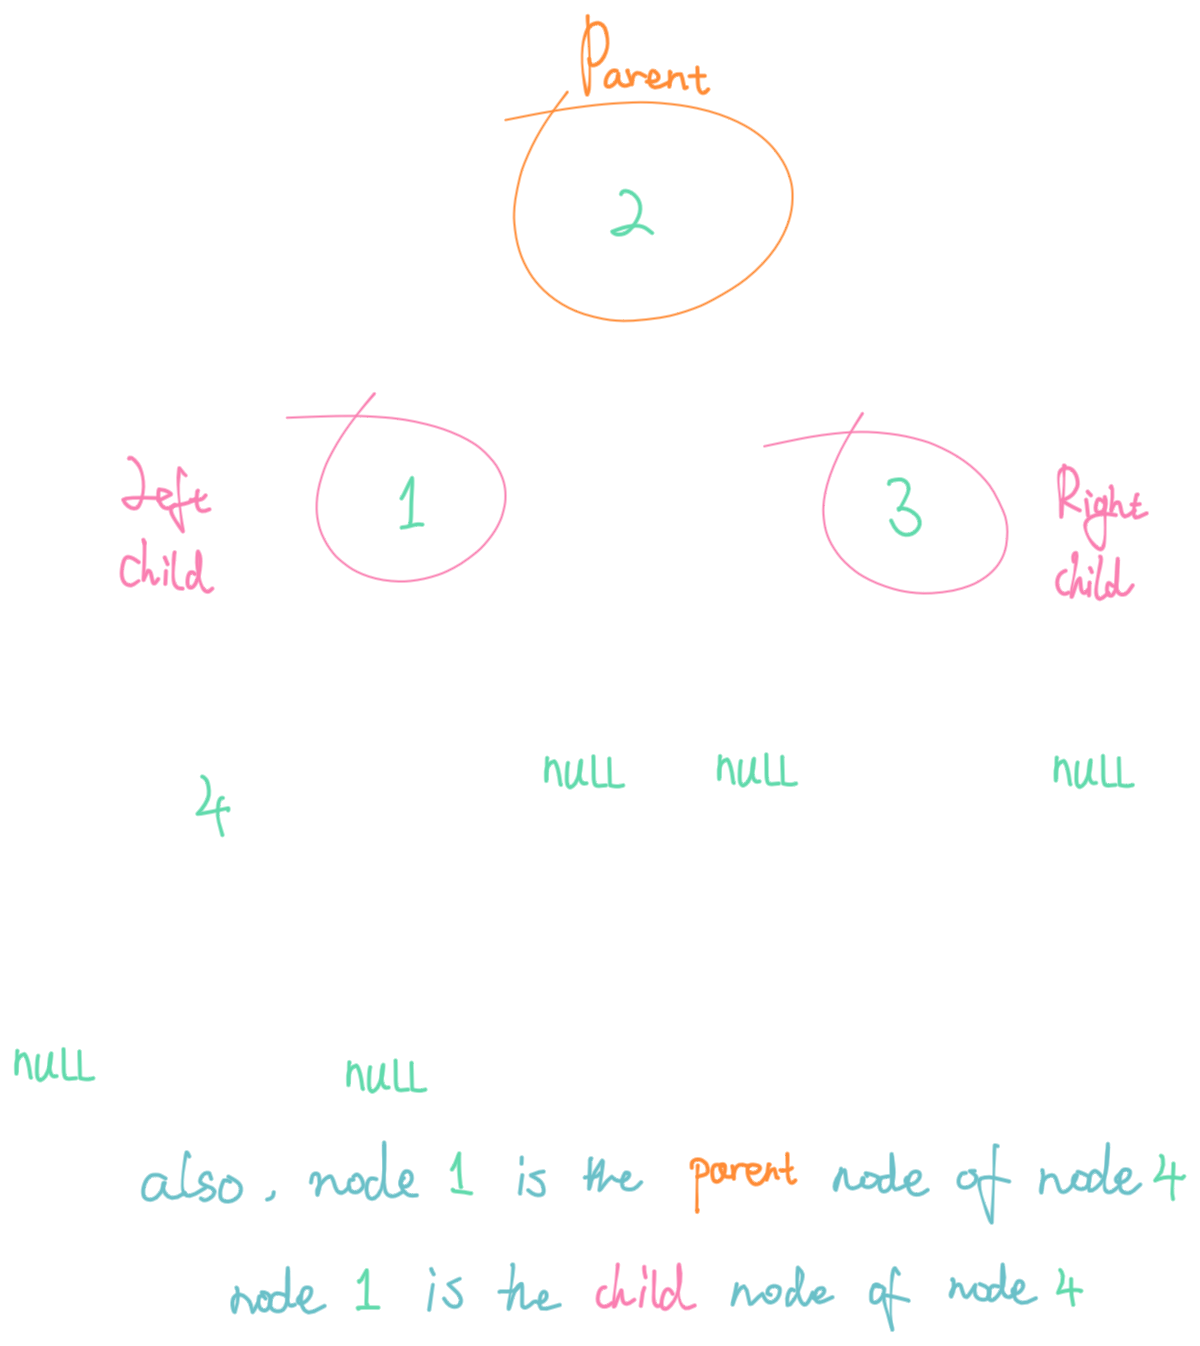 Parent
2
Left
child
1
3
Right
child
4
null
null
null
null
null
also, node 1 is the parent node of node 4
node 1 is the child node of node 4